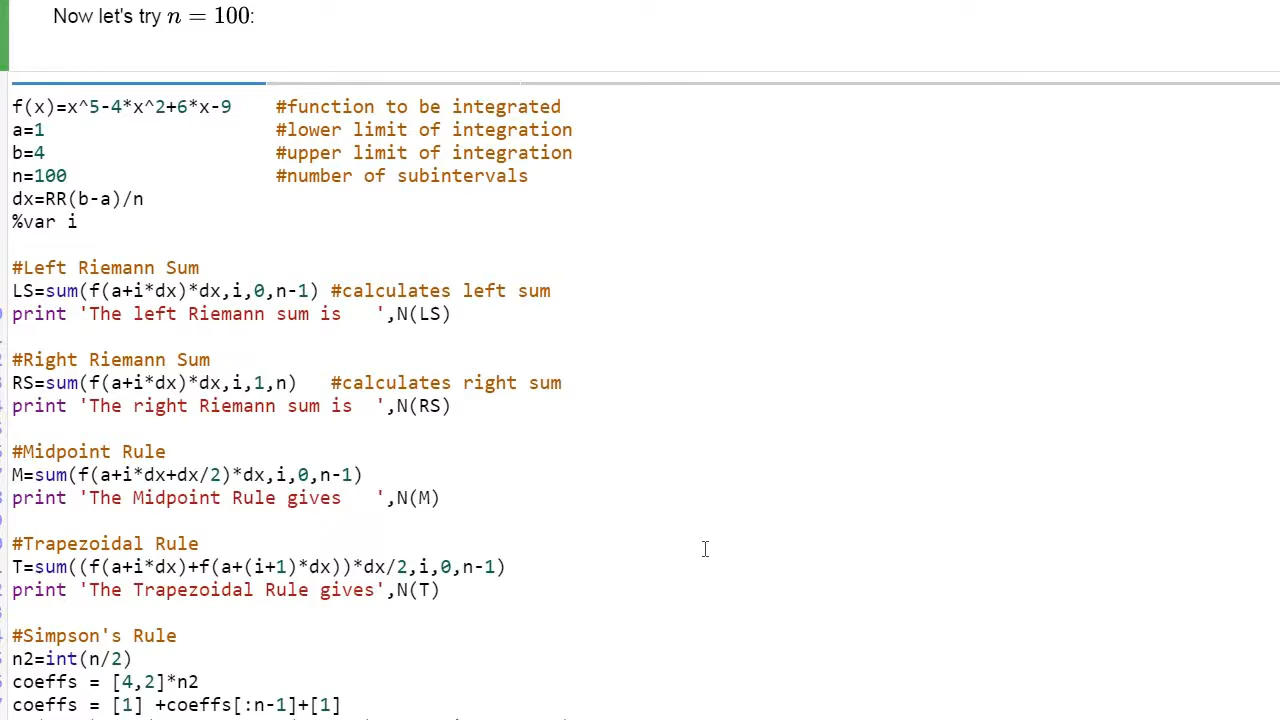 Now let's try n = 100:
f(x)=x^5-4*x^2+6*x-9 #function to be integrated
a=1 #lower limit of integration
b=4 #upper limit of integration
n=100 #number of subintervals
dx=RR(b-a)/n
%var i
#Left Riemann Sum
LS=sum(f(a+i*dx)*dx,i,0,n-1) #calculates left sum
print 'The left Riemann sum is   ',N(LS)
#Right Riemann Sum
RS=sum(f(a+i*dx)*dx,i,1,n) #calculates right sum
print 'The right Riemann sum is  ',N(RS)
#Midpoint Rule
M=sum(f(a+i*dx+dx/2)*dx,i,0,n-1)
print 'The Midpoint Rule gives   ',N(M)
#Trapezoidal Rule
T=sum((f(a+i*dx)+f(a+(i+1)*dx))*dx/2,i,0,n-1)
print 'The Trapezoidal Rule gives',N(T)
#Simpson's Rule
n2=int(n/2)
coeffs = [4,2]*n2
coeffs = [1] +coeffs[:n-1]+[1]